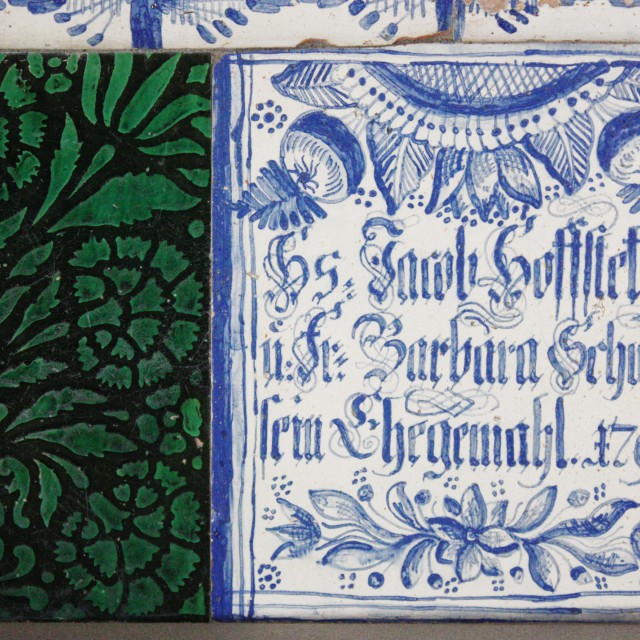 Hs. Jacob Hoffstet
u: Fr: Barbara Schu
sein Ehegemahl. 17